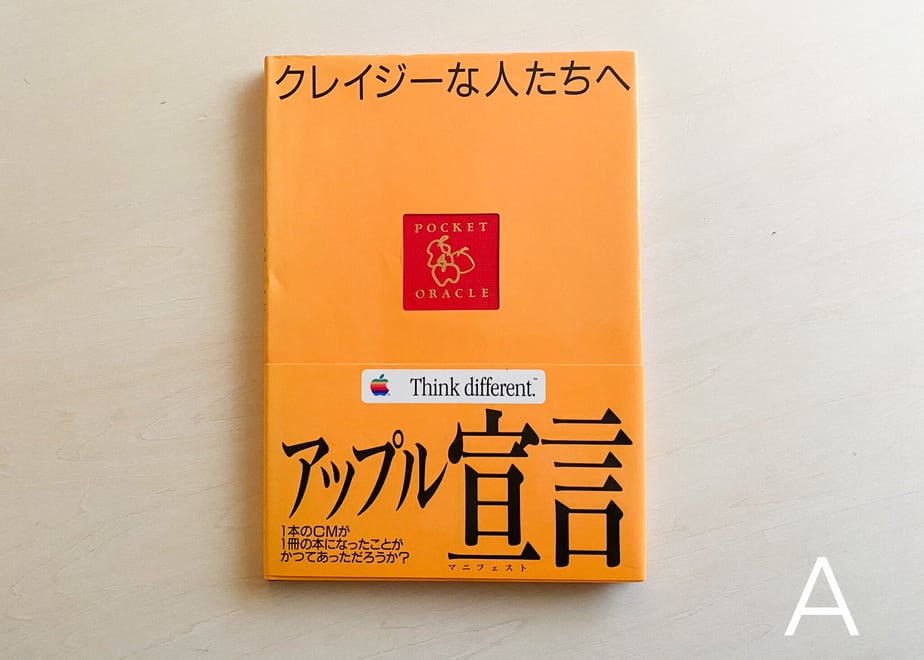 クレイジーな人たちへ
POCKET
ORACLE
Think different.™
アップル宣言
マニフェスト
1本のCMが
1冊の本になったことが
かつてあっただろうか?
A